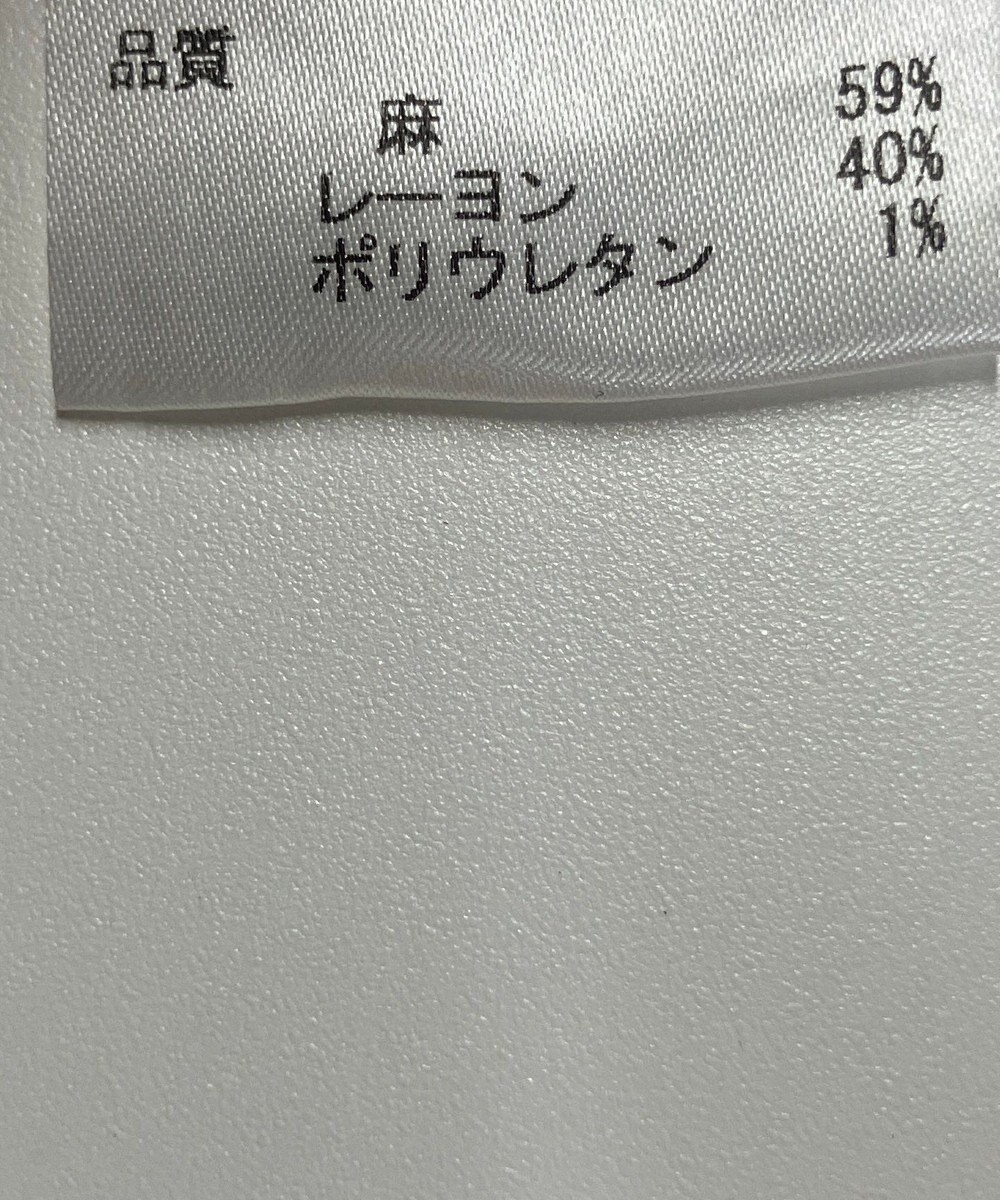 品質
麻 59%
レーヨン 40%
ポリウレタン 1%